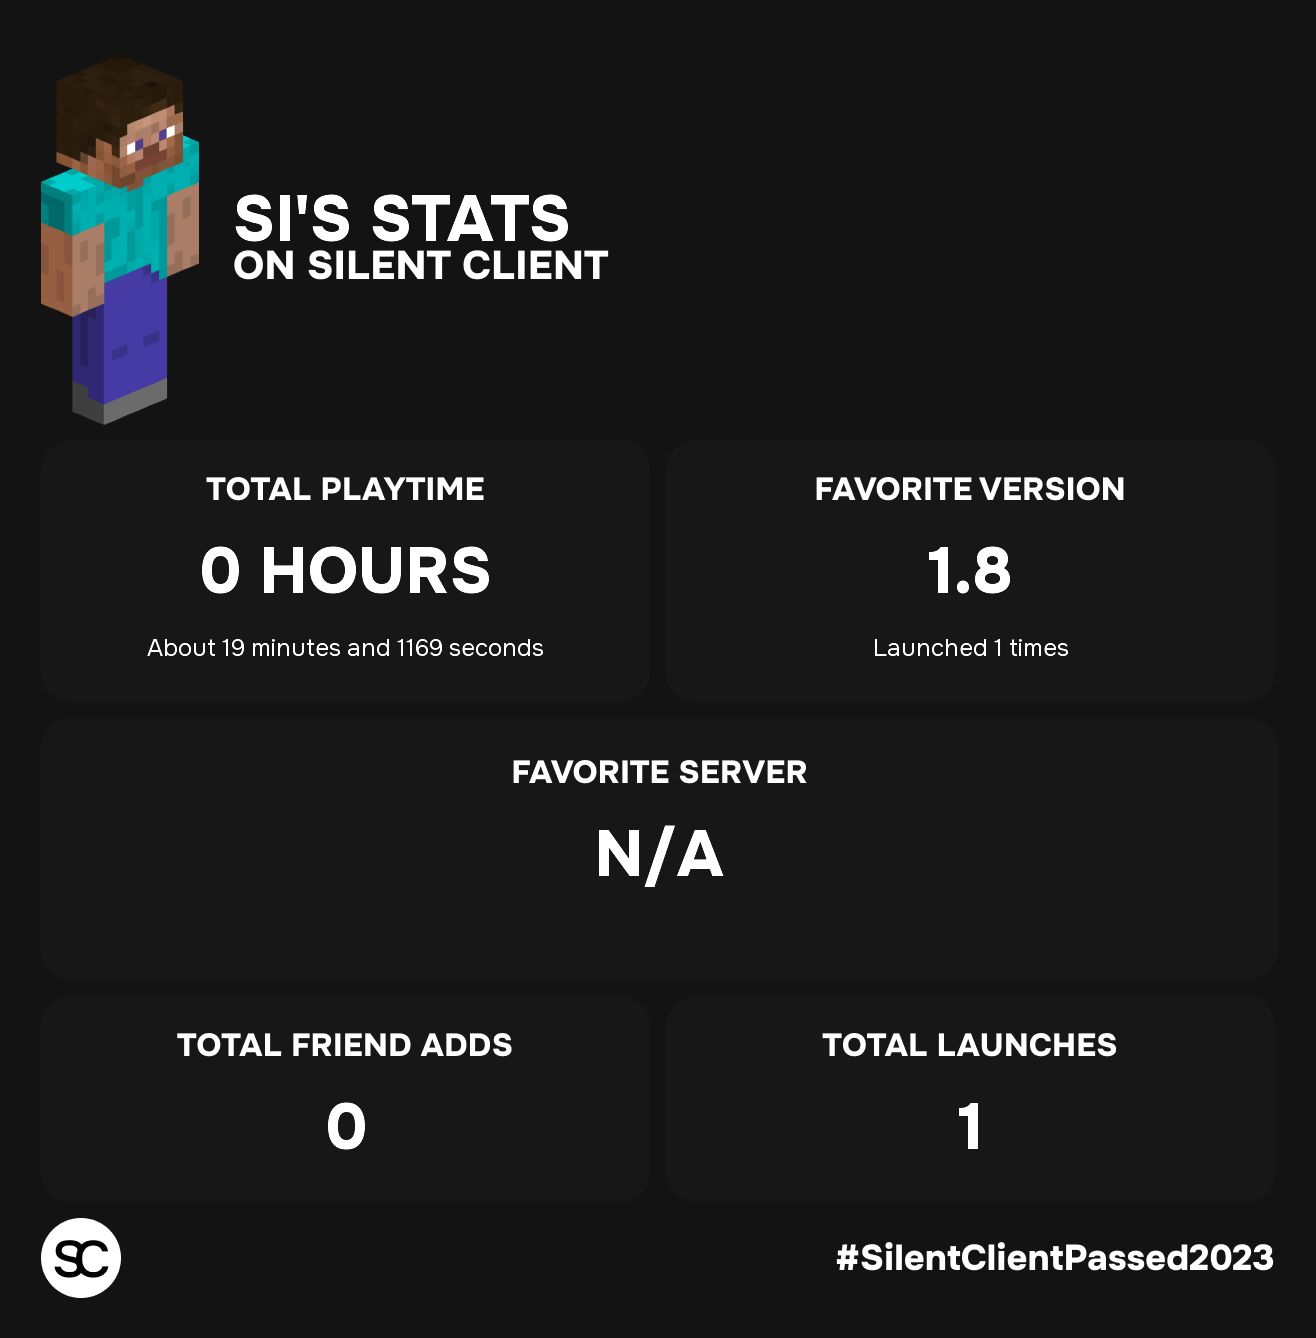 SI'S STATS
ON SILENT CLIENT
TOTAL PLAYTIME
0 HOURS
About 19 minutes and 1169 seconds
FAVORITE VERSION
1.8
Launched 1 times
FAVORITE SERVER
N/A
TOTAL FRIEND ADDS
0
TOTAL LAUNCHES
1
SC
#SilentClientPassed2023